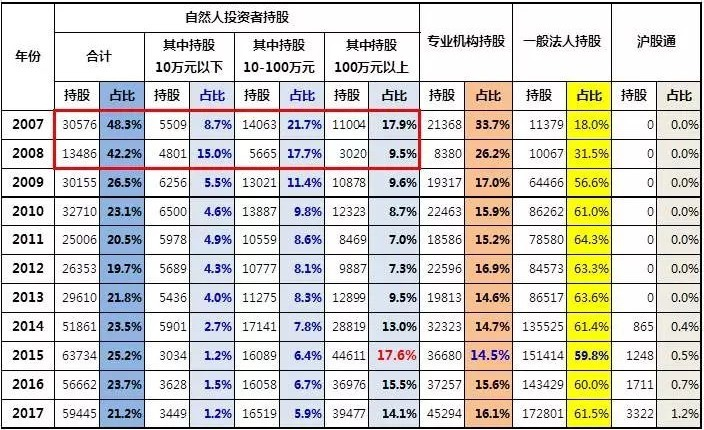 年份 自然人投资者持股 专业机构持股 一般法人持股 沪股通
合计 其中持股10万元以下 其中持股10-100万元 其中持股100万元以上
持股 占比 持股 占比 持股 占比 持股 占比 持股 占比 持股 占比 持股 占比
2007 30576 48.3% 5509 8.7% 14063 21.7% 11004 17.9% 21368 33.7% 11379 18.0% 0 0.0%
2008 13486 42.2% 4801 15.0% 5665 17.7% 3020 9.5% 8380 26.2% 10067 31.5% 0 0.0%
2009 30155 26.5% 6256 5.5% 13021 11.4% 10878 9.6% 19317 17.0% 64466 56.6% 0 0.0%
2010 32710 23.1% 6500 4.6% 13887 9.8% 12323 8.7% 22463 15.9% 86262 61.0% 0 0.0%
2011 25006 20.5% 5978 4.9% 10559 8.6% 8469 7.0% 18586 15.2% 78580 64.3% 0 0.0%
2012 26353 19.7% 5689 4.3% 10777 8.1% 9887 7.3% 22596 16.9% 84573 63.3% 0 0.0%
2013 29610 21.8% 5436 4.0% 11275 8.3% 12899 9.5% 19813 14.6% 86517 63.6% 0 0.0%
2014 51861 23.5% 5901 2.7% 17141 7.8% 28819 13.0% 32323 14.7% 135525 61.4% 865 0.4%
2015 63734 25.2% 3034 1.2% 16089 6.4% 44611 17.6% 36680 14.5% 151414 59.8% 1248 0.5%
2016 56662 23.7% 3628 1.5% 16058 6.7% 36976 15.5% 37257 15.6% 143429 60.0% 1711 0.7%
2017 59445 21.2% 3449 1.2% 16519 5.9% 39477 14.1% 45294 16.1% 172801 61.5% 3322 1.2%